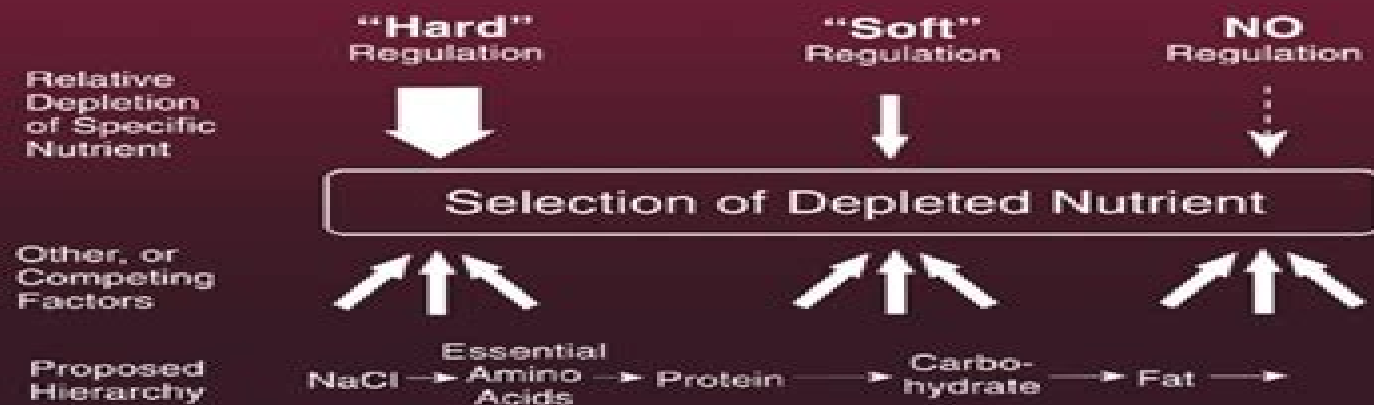 “Hard”
Regulation
“Soft”
Regulation
NO
Regulation
Relative
Depletion
of Specific
Nutrient
Selection of Depleted Nutrient
Other, or
Competing
Factors
Proposed
Hierarchy
NaCl
Essential
Amino
Acids
Protein
Carbo-
hydrate
Fat